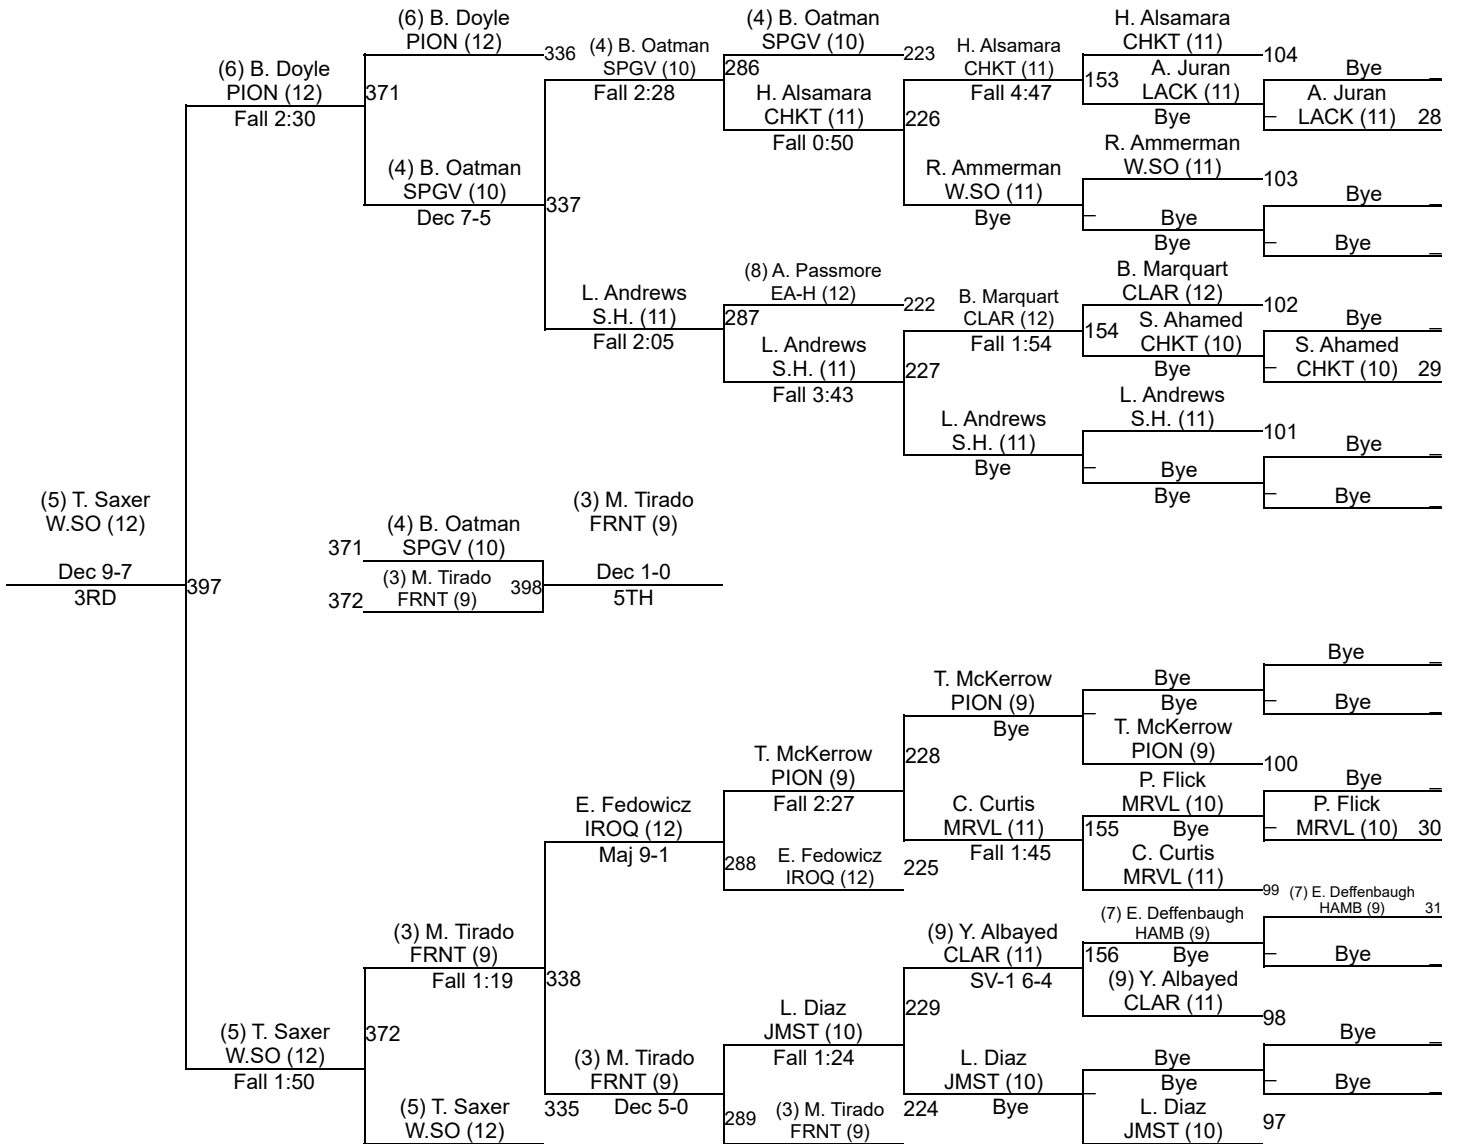 (6) B. Doyle
PION (12)
336
(4) B. Oatman
SPGV (10)
Fall 2:28
(4) B. Oatman
SPGV (10)
223
H. Alsamara
CHKT (11)
Fall 4:47
H. Alsamara
CHKT (11)
104
(6) B. Doyle
PION (12)
Fall 2:30
371
286
H. Alsamara
CHKT (11)
Fall 0:50
226
153
A. Juran
LACK (11)
Bye
Bye _
– A. Juran
LACK (11) 28
(4) B. Oatman
SPGV (10)
Dec 7-5
337
R. Ammerman
W.SO (11)
Bye
R. Ammerman
W.SO (11)
103
– Bye
Bye
Bye _
– Bye _
L. Andrews
S.H. (11)
Fall 2:05
(8) A. Passmore
EA-H (12)
222
287
L. Andrews
S.H. (11)
Fall 3:43
B. Marquart
CLAR (12)
Fall 1:54
227
B. Marquart
CLAR (12)
102
154
S. Ahamed
CHKT (10)
Bye
Bye _
– S. Ahamed
CHKT (10) 29
L. Andrews
S.H. (11)
Bye
L. Andrews
S.H. (11)
101
– Bye
Bye
Bye _
– Bye _
(5) T. Saxer
W.SO (12)
Dec 9-7
3RD
397
371
(4) B. Oatman
SPGV (10)
372
(3) M. Tirado
FRNT (9)
398
(3) M. Tirado
FRNT (9)
Dec 1-0
5TH
T. McKerrow
PION (9)
Bye
Bye
– Bye
T. McKerrow
PION (9)
100
Bye _
– Bye _
E. Fedowicz
IROQ (12)
Maj 9-1
T. McKerrow
PION (9)
Fall 2:27
228
288
E. Fedowicz
IROQ (12)
225
C. Curtis
MRVL (11)
Fall 1:45
P. Flick
MRVL (10)
155 Bye
C. Curtis
MRVL (11)
99
Bye _
– P. Flick
MRVL (10) 30
(3) M. Tirado
FRNT (9)
Fall 1:19
338
(9) Y. Albayed
CLAR (11)
SV-1 6-4
(7) E. Deffenbaugh
HAMB (9)
156 Bye
(9) Y. Albayed
CLAR (11)
98
(7) E. Deffenbaugh
HAMB (9) 31
– Bye _
(5) T. Saxer
W.SO (12)
Fall 1:50
372
(5) T. Saxer
W.SO (12)
335
(3) M. Tirado
FRNT (9)
Dec 5-0
L. Diaz
JMST (10)
Fall 1:24
229
289
(3) M. Tirado
FRNT (9)
224
L. Diaz
JMST (10)
Bye
Bye
– Bye
L. Diaz
JMST (10)
97
Bye _
– Bye _